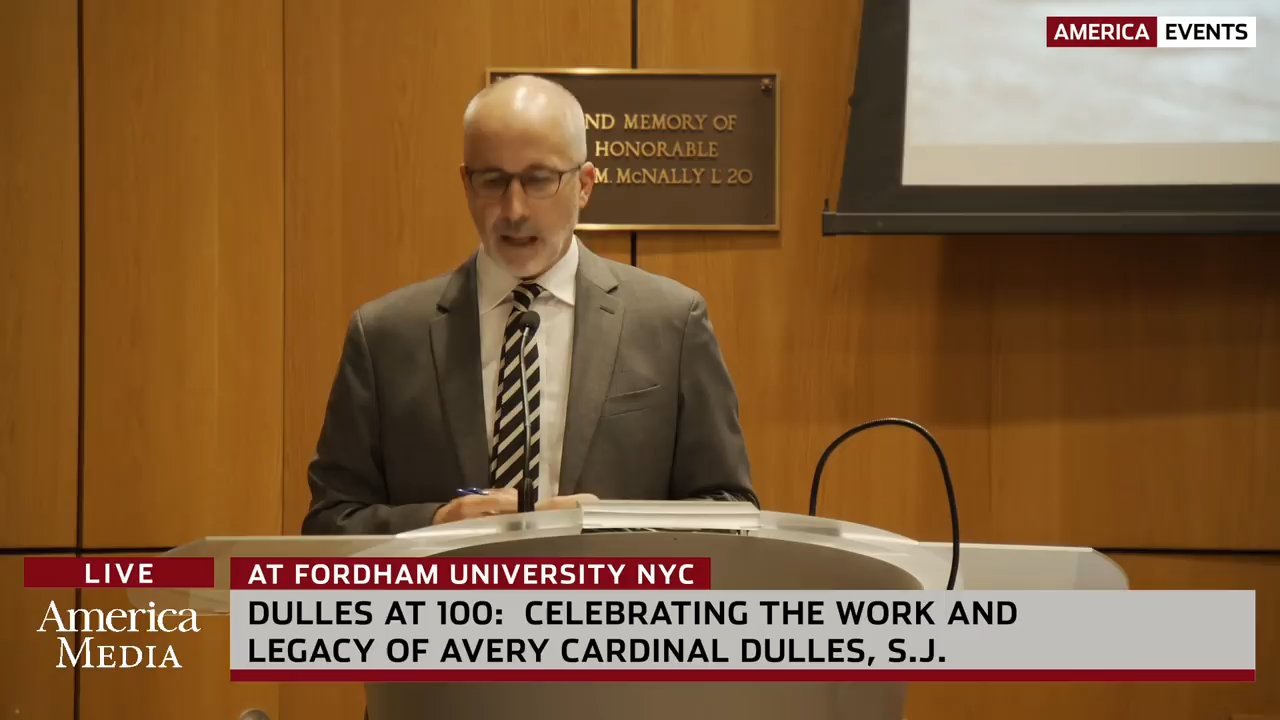 AMERICA EVENTS
ND MEMORY OF
HONORABLE
M. McNALLY L'20
LIVE
AT FORDHAM UNIVERSITY NYC
America
MEDIA
DULLES AT 100: CELEBRATING THE WORK AND
LEGACY OF AVERY CARDINAL DULLES, S.J.